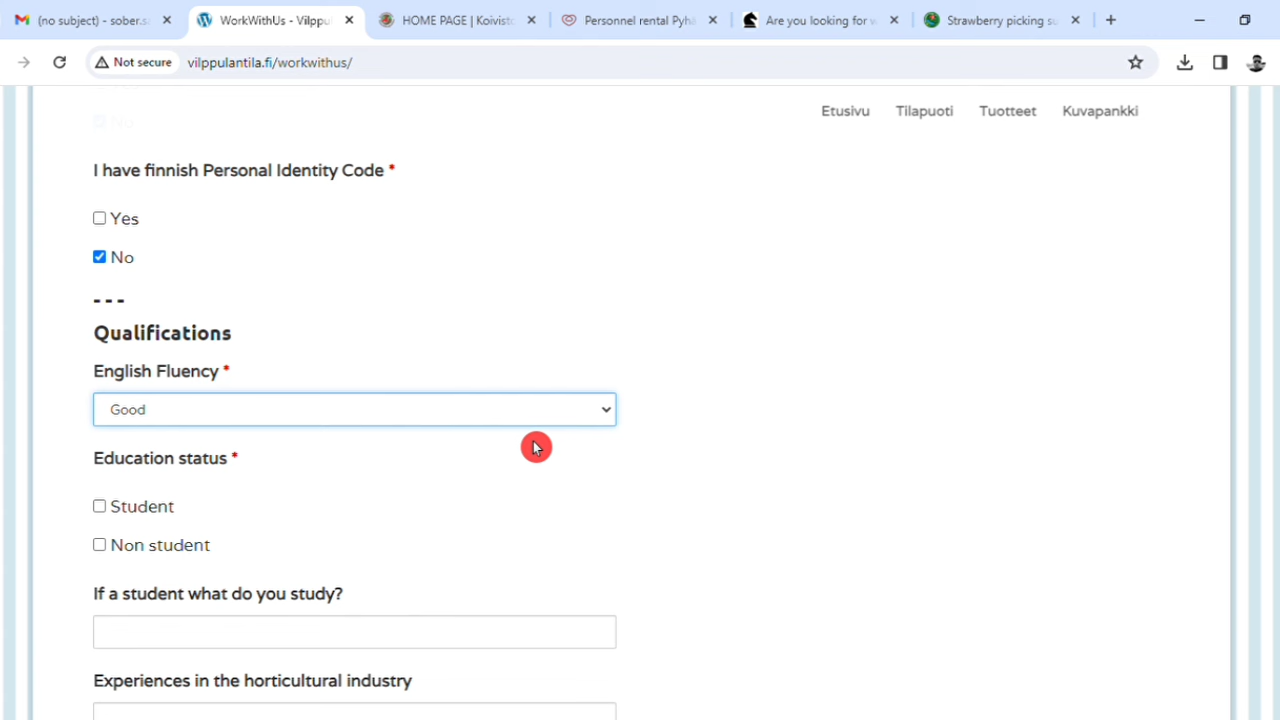 (no subject) - sober.s
WorkWithUs - Vilppu
HOME PAGE | Koivist
Personnel rental Pyhä
Are you looking for w
Strawberry picking su
Not secure
vilppulantila.fi/workwithus/
Etusivu
Tilapuoti
Tuotteet
Kuvapankki
No
I have finnish Personal Identity Code *
Yes
No
---
Qualifications
English Fluency *
Good
Education status *
Student
Non student
If a student what do you study?
Experiences in the horticultural industry